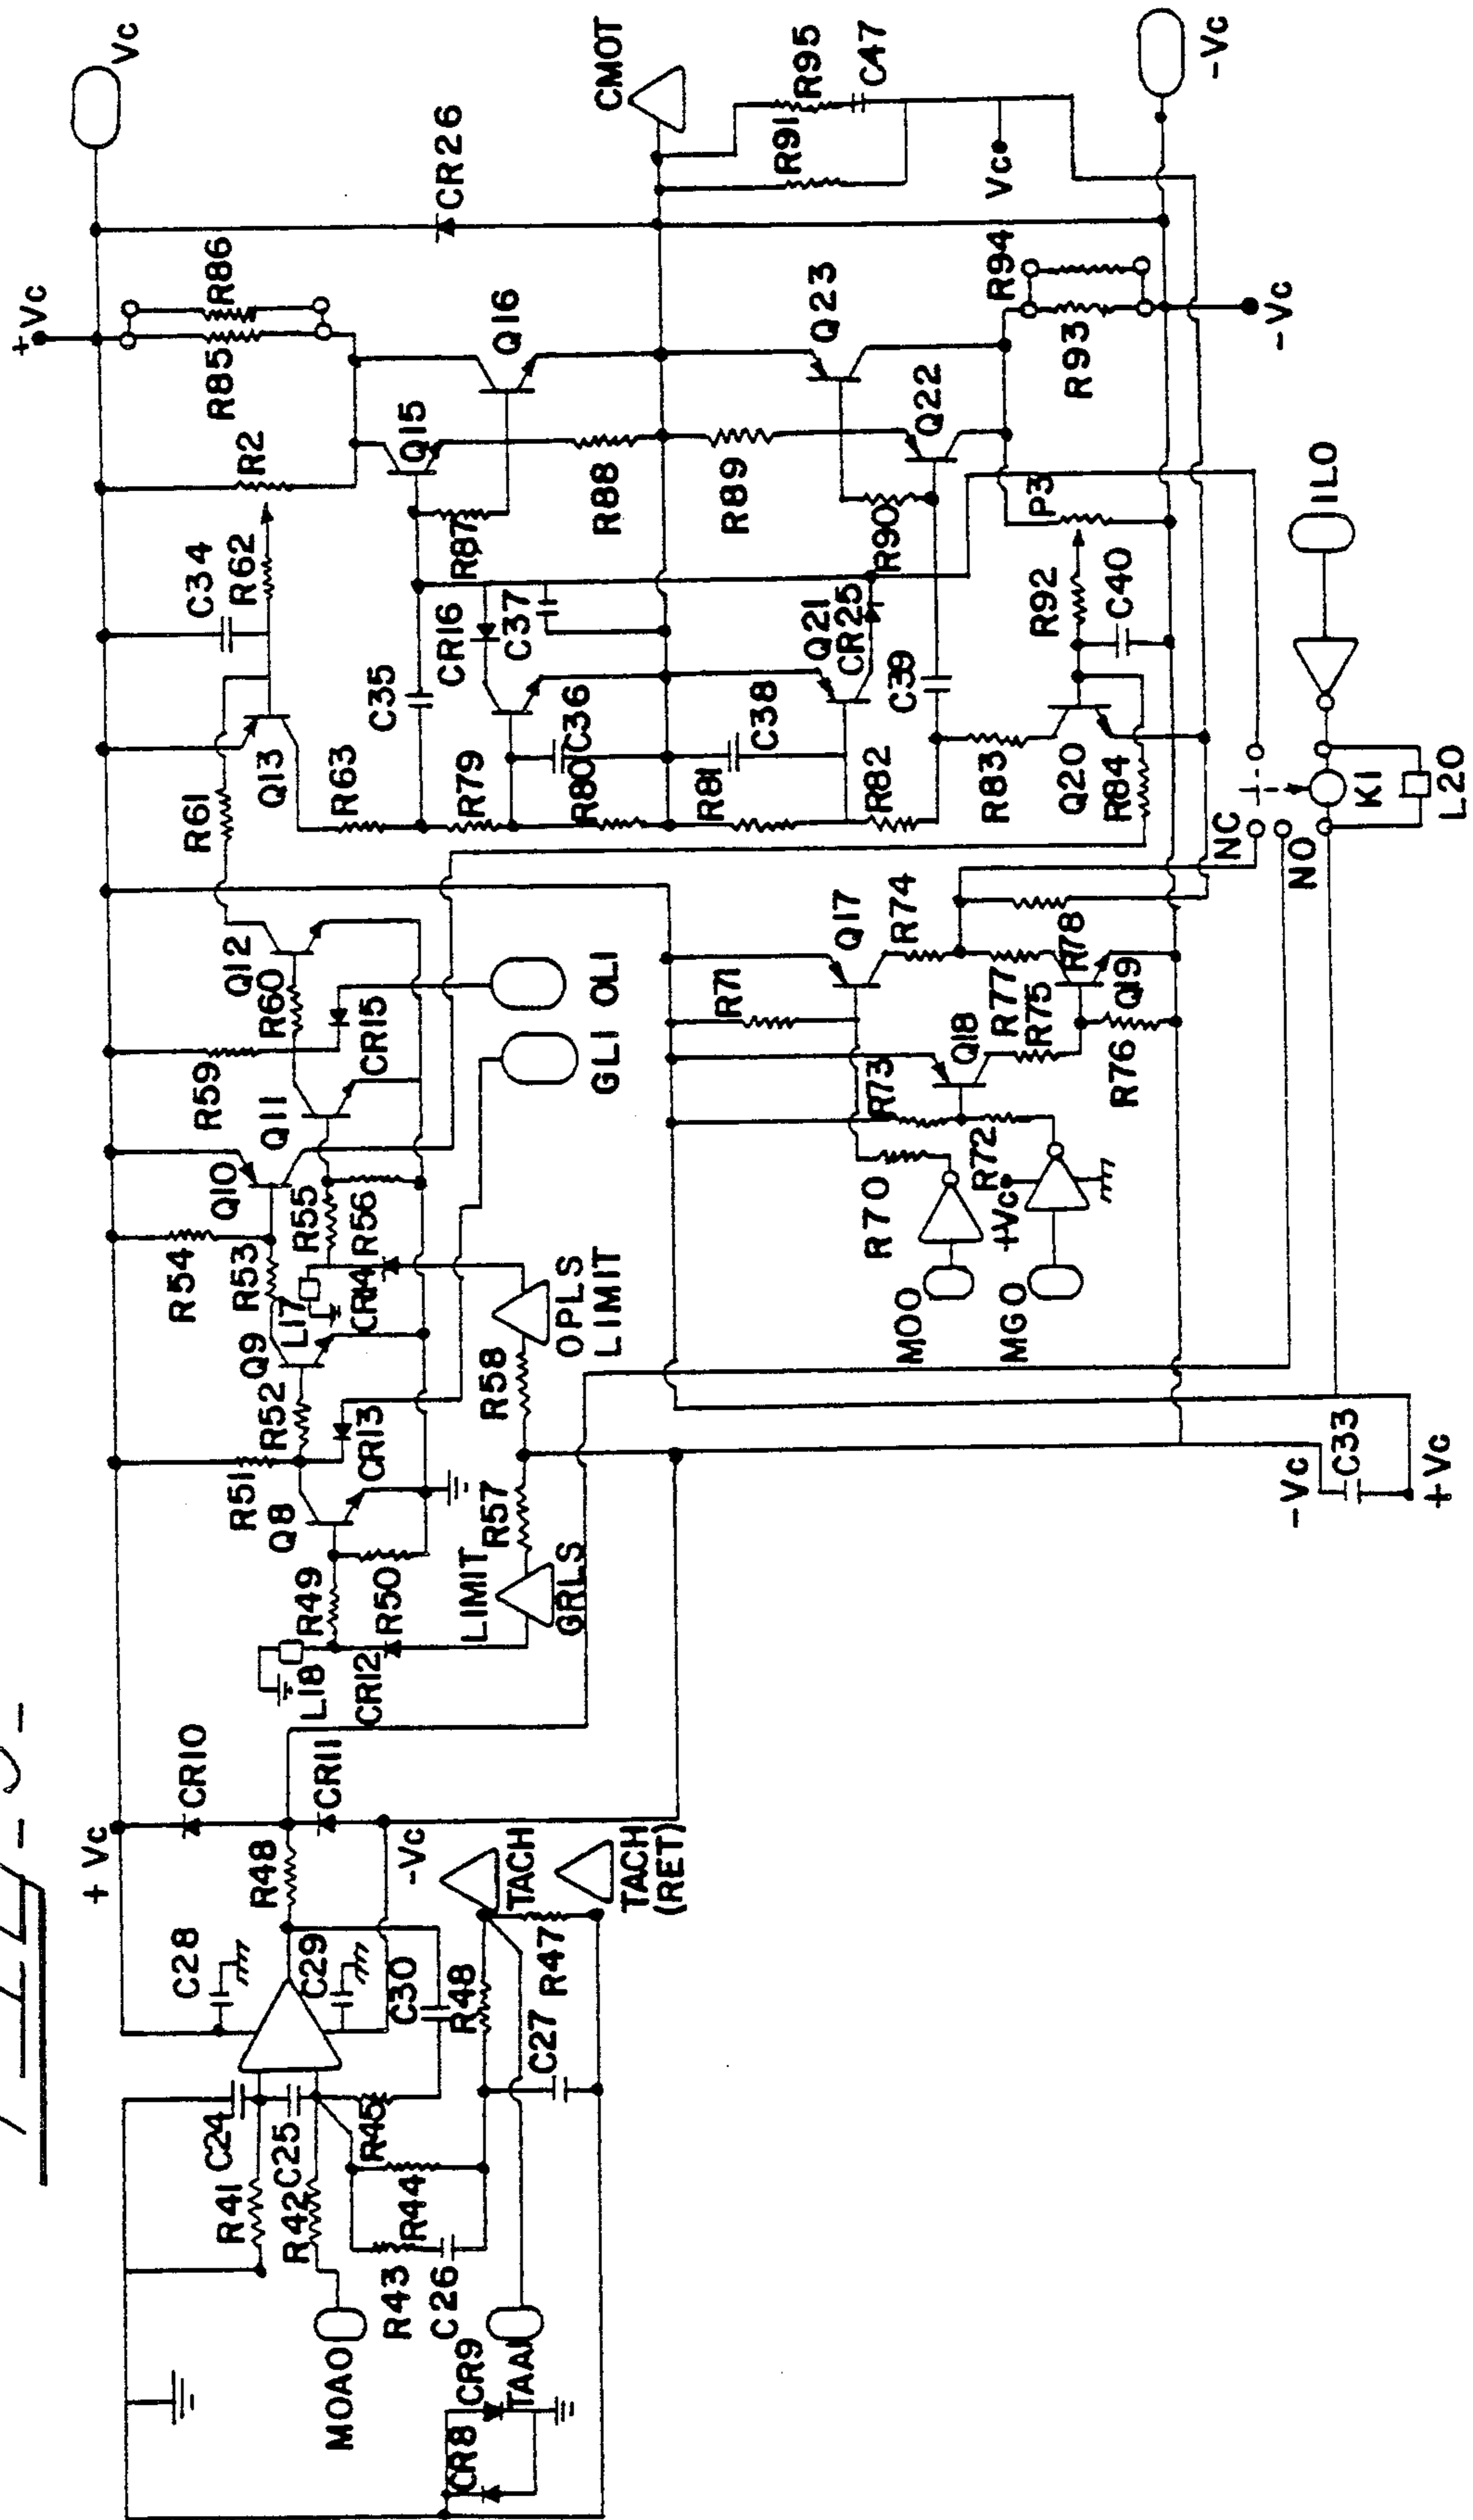 + Vc
Vc
+ Vc
CR10
C28
R48
CR11
C29
-Vc
C24
R41
C25
R42
R45
C30
R48
R44
R43
C26
MOAO
TACH
TACH
(RET)
R47
C27
CR9
TAA1
CR8
R51
Q8
R52
R49
L18
R50
CR12
CR13
LIMIT
GRLS
R57
R58
OPLS
LIMIT
R54
R53
Q9
L17
CR14
Q10
R55
R56
R59
Q11
R60
CR15
Q12
GLI
OLI
R61
Q13
C34
R62
R2
R63
R79
C35
CR16
C37
C36
R80
R81
C38
Q21
CR25
R82
C39
R83
Q20
R84
R92
C40
P3
R85
R86
Q15
Q16
R87
R88
R89
R90
Q22
Q23
R93
R94
CR26
CMOT
R91
R95
C47
Vc
-Vc
-Vc
R71
Q17
R74
R73
Q18
R77
R75
R78
Q19
R76
R70
R72
+Vc
MOO
MGO
NC
NO
K1
L20
ILO
-Vc
C33
+Vc